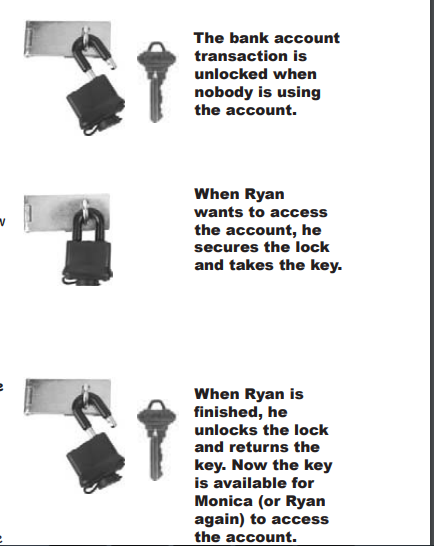 The bank account
transaction is
unlocked when
nobody is using
the account.
When Ryan
wants to access
the account, he
secures the lock
and takes the key.
When Ryan is
finished, he
unlocks the lock
and returns the
key. Now the key
is available for
Monica (or Ryan
again) to access
the account.